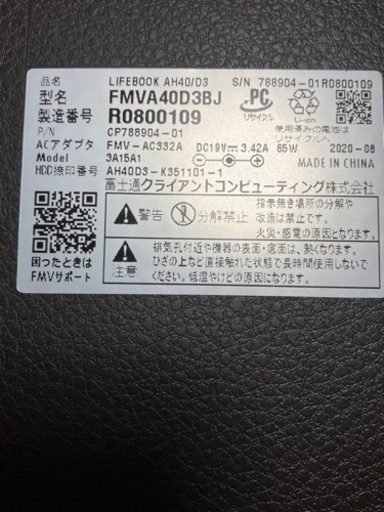 品名 LIFEBOOK AH40/D3 S/N 788904-01R0800109
型名 FMVA40D3BJ
製造番号 R0800109
P/N CP788904-01
PC
リサイクル
Li-ion
使用済みの電池は
リサイクルへ
ACアダプタ FMV-AC332A DC19V 3.42A 65W 2020-08
Model 3A15A1 MADE IN CHINA
HDD捺印番号 AH40D3-K351101-1
富士通クライアントコンピューティング株式会社
警告 分解禁止
指示無き場所の分解や
改造は禁止です。
火災・感電の原因となります。
注意
排気孔付近や機器の表面・底面は、熱くなります。
ひざの上など直接触れた状態で長時間使用しないで
ください。低温やけどの原因になります。
困ったときは
FMVサポート